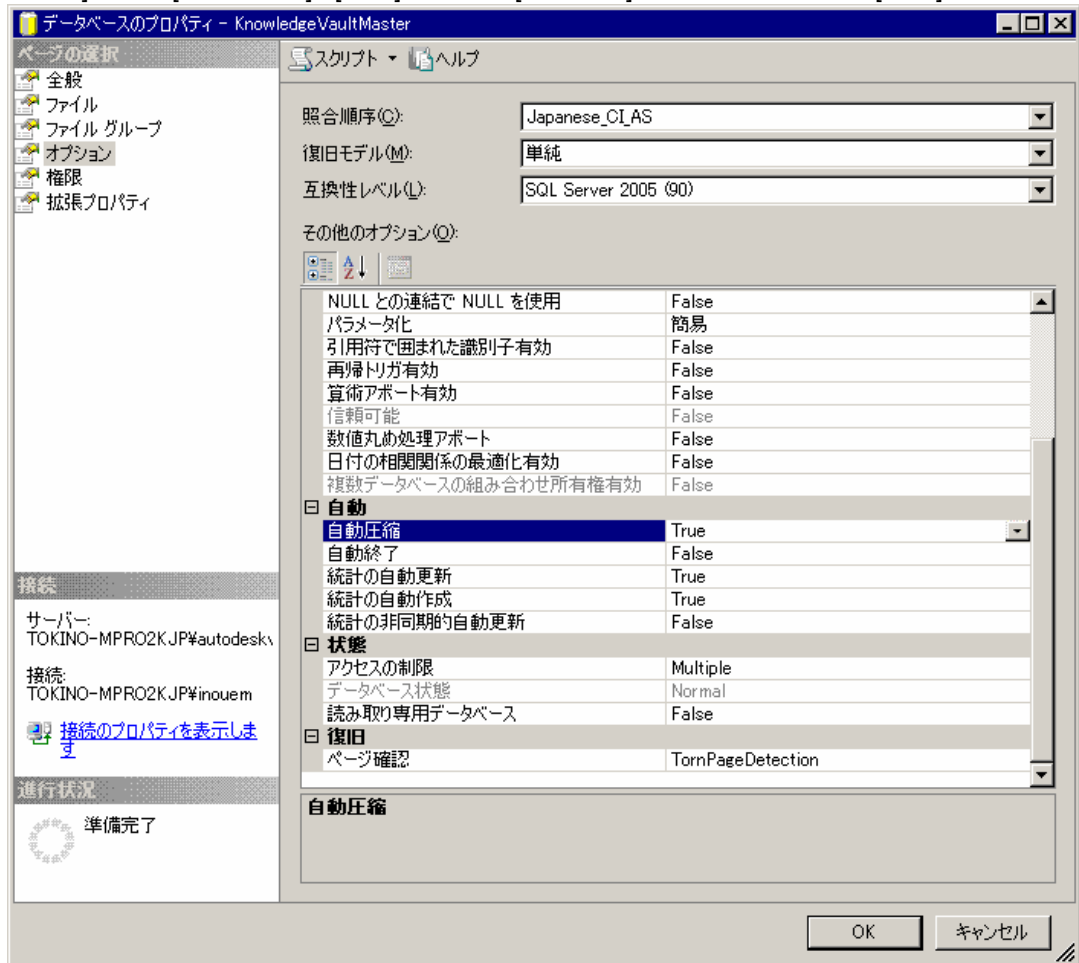 データベースのプロパティ - KnowledgeVaultMaster
ページの選択
全般
ファイル
ファイル グループ
オプション
権限
拡張プロパティ
スクリプト ヘルプ
照合順序(C): Japanese_CI_AS
復旧モデル(M): 単純
互換性レベル(L): SQL Server 2005 (90)
その他のオプション(O):
NULL との連結で NULL を使用 False
パラメータ化 簡易
引用符で囲まれた識別子有効 False
再帰トリガ有効 False
算術アボート有効 False
信頼可能 False
数値丸め処理アボート False
日付の相関関係の最適化有効 False
複数データベースの組み合わせ所有権有効 False
自動
自動圧縮 True
自動終了 False
統計の自動更新 True
統計の自動作成 True
統計の非同期的自動更新 False
状態
アクセスの制限 Multiple
データベース状態 Normal
読み取り専用データベース False
復旧
ページ確認 TornPageDetection
自動圧縮
接続
サーバー:
TOKINO-MPRO2KJP¥autodeskv
接続:
TOKINO-MPRO2KJP¥inouem
接続のプロパティを表示しま
す
進行状況
準備完了
OK キャンセル